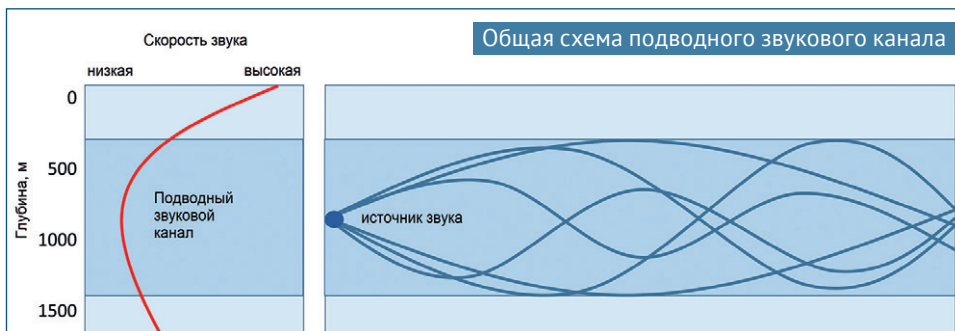 Общая схема подводного звукового канала
Скорость звука
низкая
высокая
0
500
1000
1500
Глубина, м
Подводный
звуковой
канал
источник звука